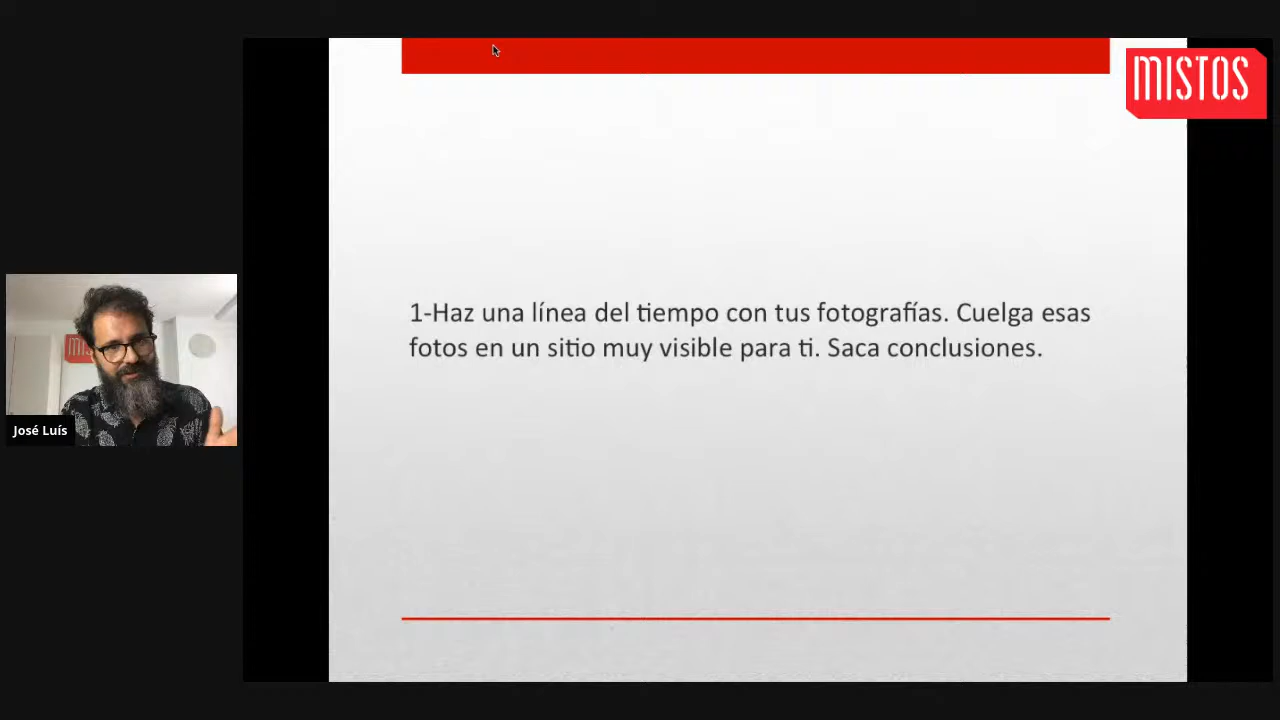 MISTOS
1-Haz una línea del tiempo con tus fotografías. Cuelga esas
fotos en un sitio muy visible para ti. Saca conclusiones.
José Luís